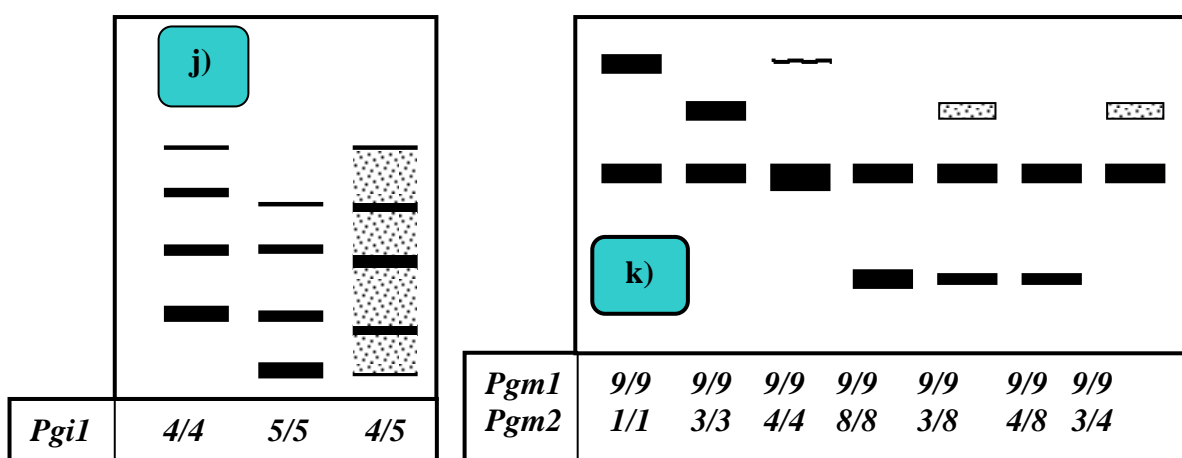 j)
Pgi1 4/4 5/5 4/5
k)
Pgm1 9/9 9/9 9/9 9/9 9/9 9/9 9/9
Pgm2 1/1 3/3 4/4 8/8 3/8 4/8 3/4